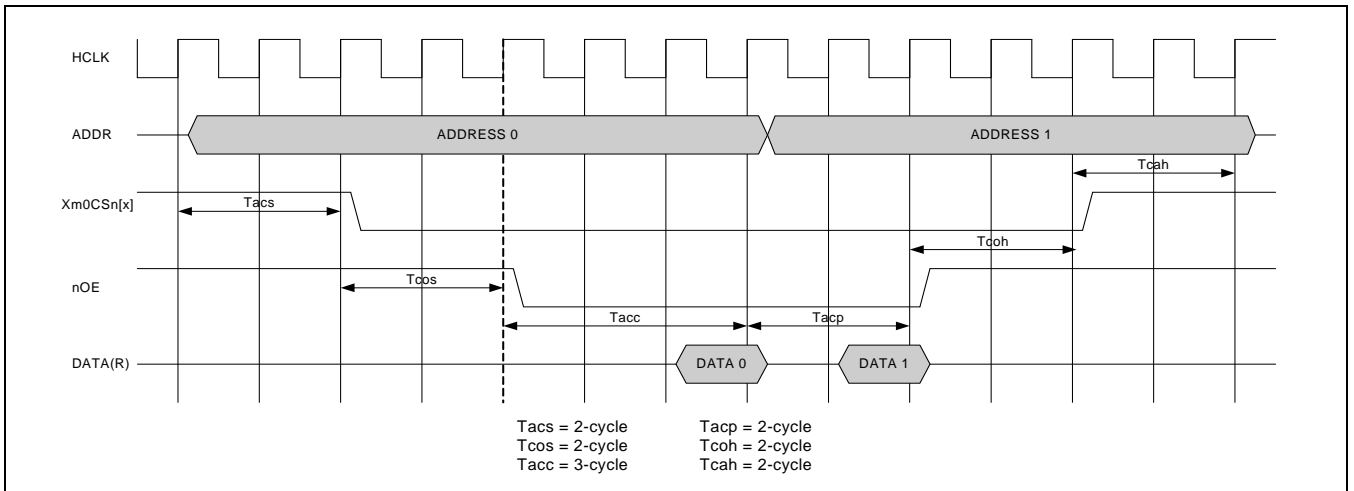 HCLK
ADDR
ADDRESS 0
ADDRESS 1
Tcah
Xm0CSn[x]
Tacs
Tcoh
nOE
Tcos
Tacc
Tacp
DATA(R)
DATA 0
DATA 1
Tacs = 2-cycle
Tacp = 2-cycle
Tcos = 2-cycle
Tcoh = 2-cycle
Tacc = 3-cycle
Tcah = 2-cycle